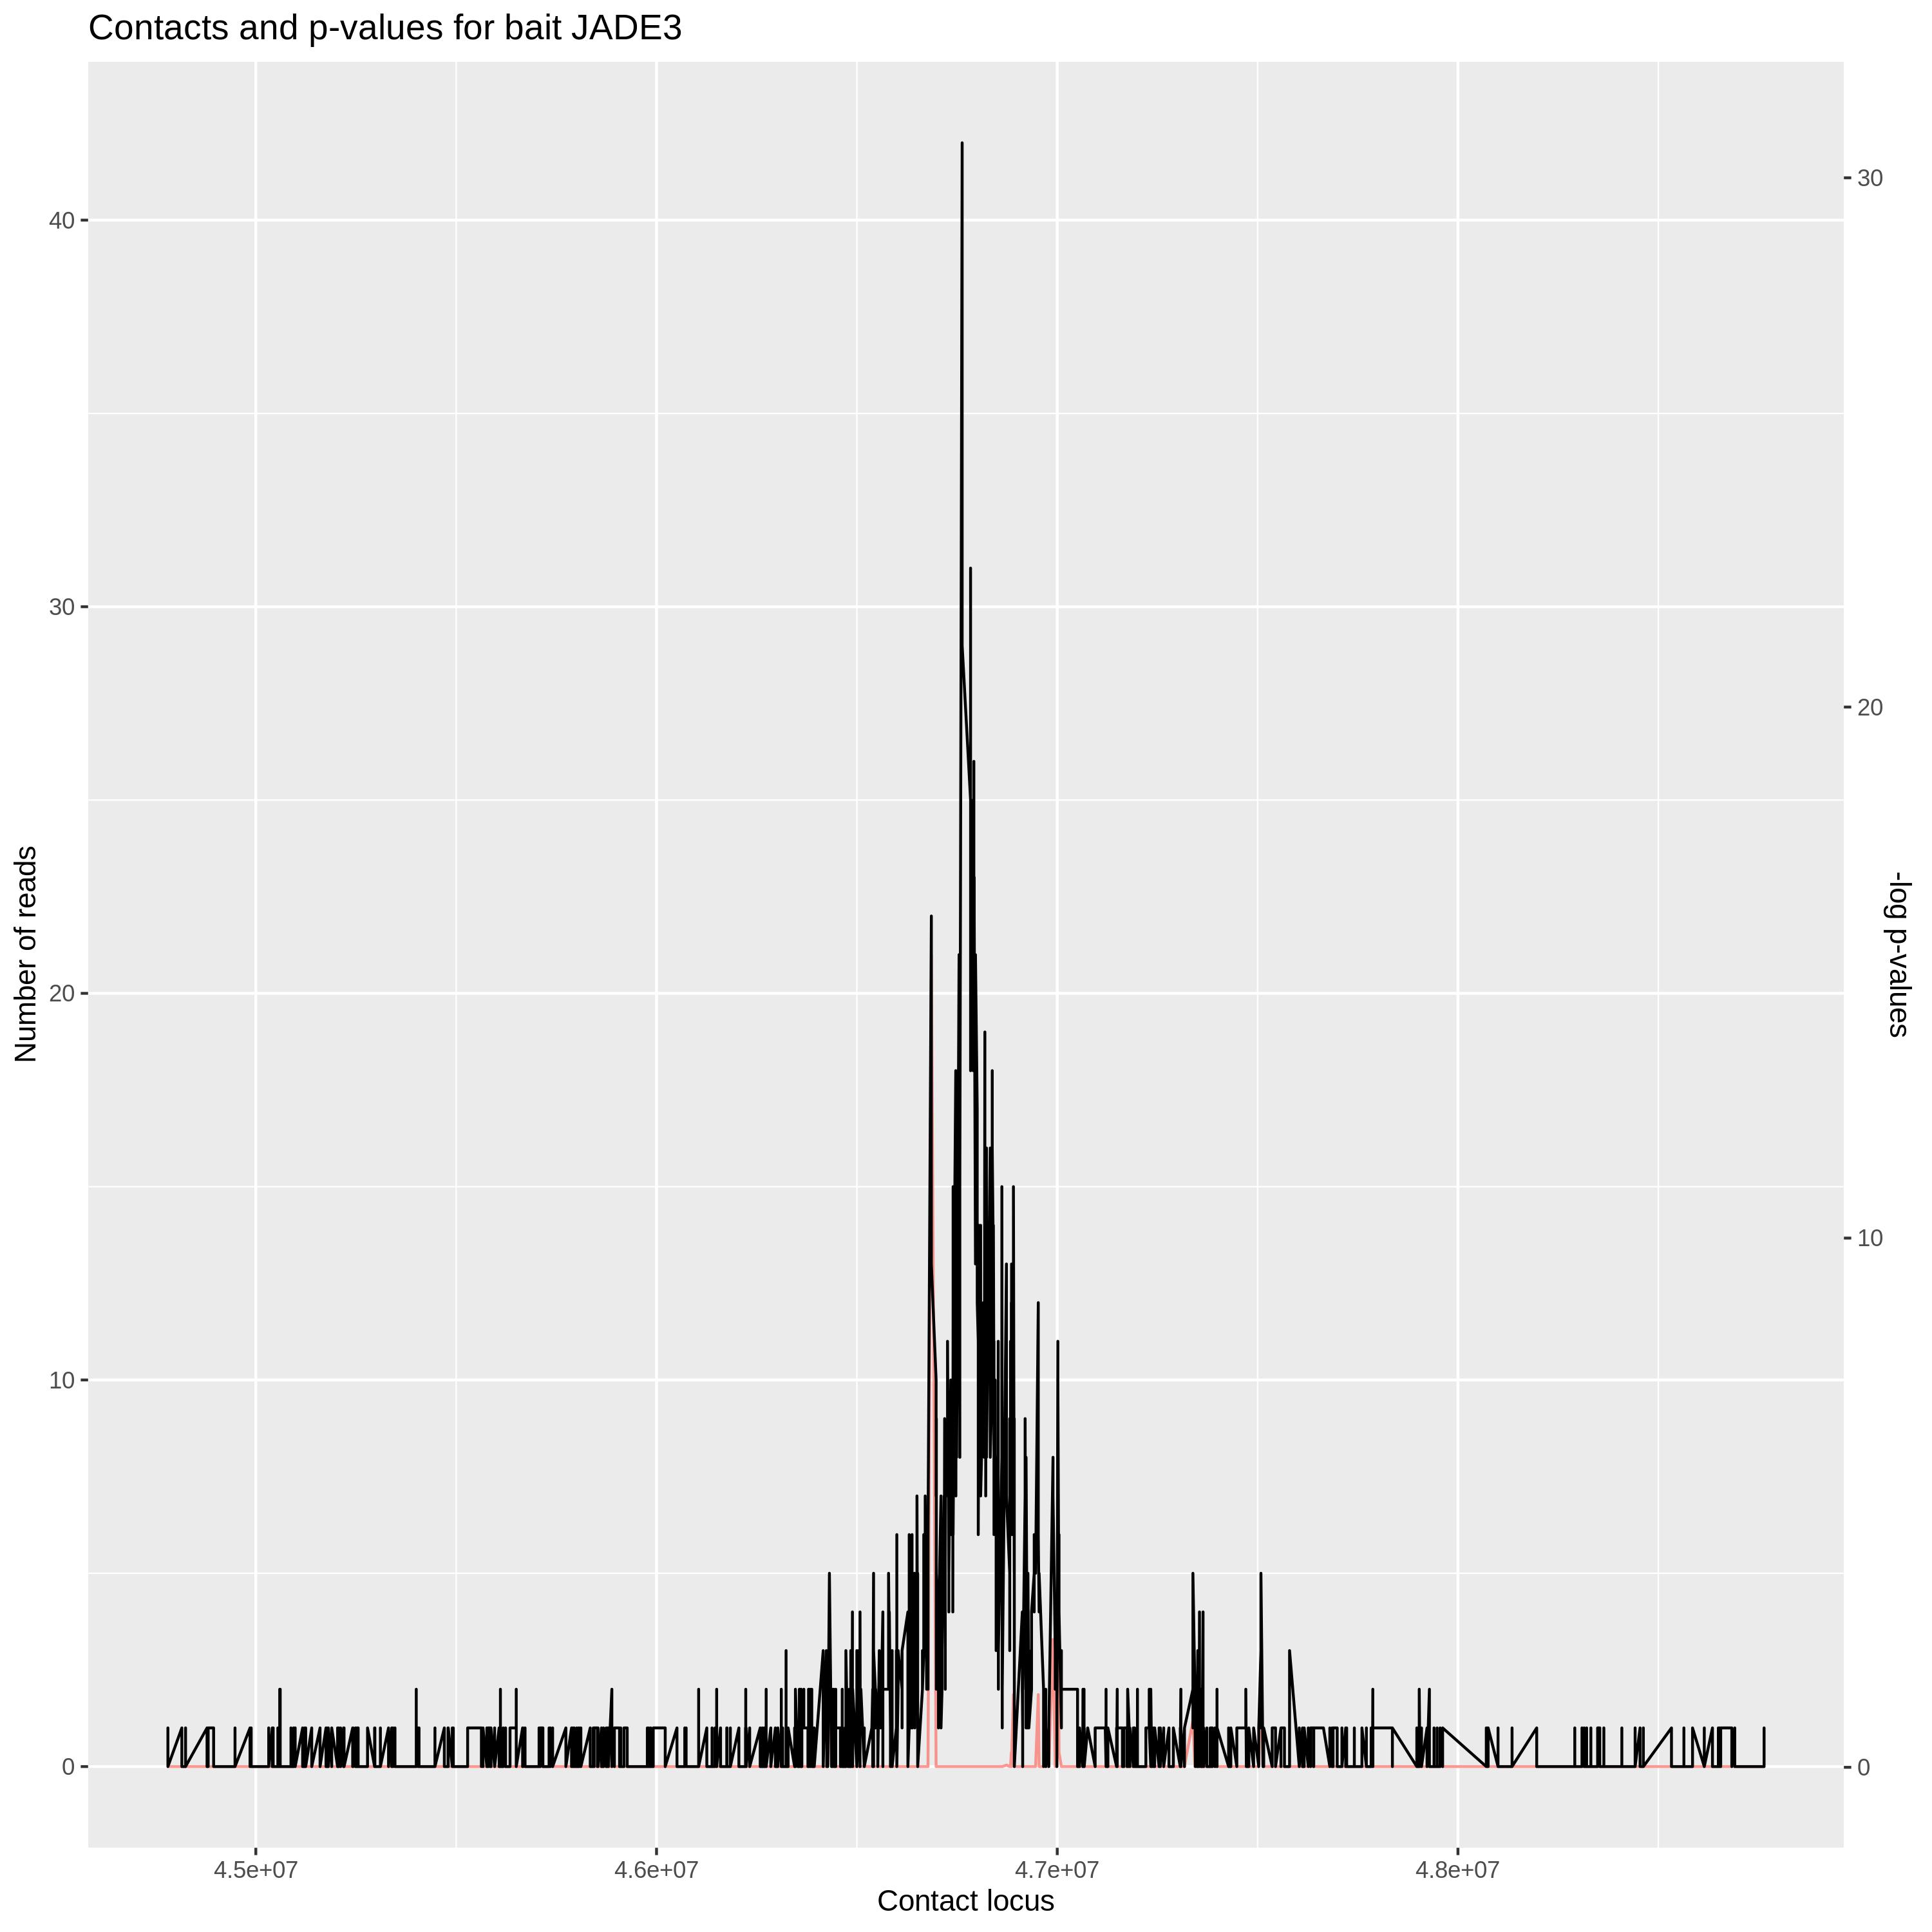 Contacts and p-values for bait JADE3
40
30
20
10
0
30
20
10
0
Number of reads
-log p-values
4.5e+07 4.6e+07 4.7e+07 4.8e+07
Contact locus